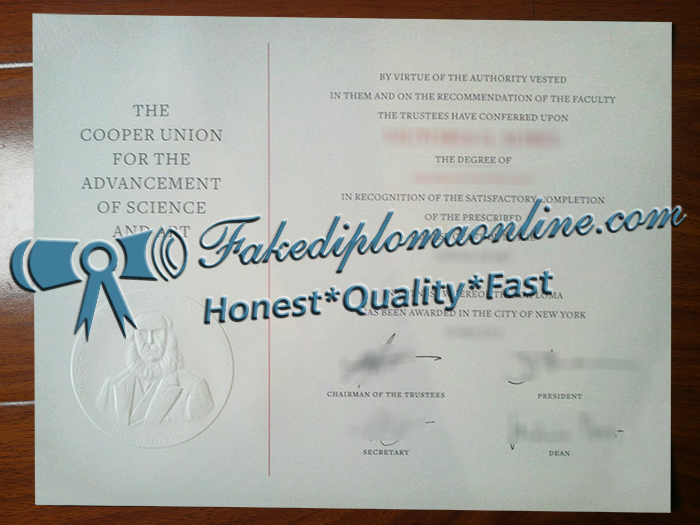 THE
COOPER UNION
FOR THE
ADVANCEMENT
OF SCIENCE
AND ART
BY VIRTUE OF THE AUTHORITY VESTED
IN THEM AND ON THE RECOMMENDATION OF THE FACULTY
THE TRUSTEES HAVE CONFERRED UPON
THE DEGREE OF
IN RECOGNITION OF THE SATISFACTORY COMPLETION
OF THE PRESCRIBED
Fakediplomaonline.com
Honest*Quality*Fast
HAS BEEN AWARDED IN THE CITY OF NEW YORK
CHAIRMAN OF THE TRUSTEES
PRESIDENT
SECRETARY
DEAN